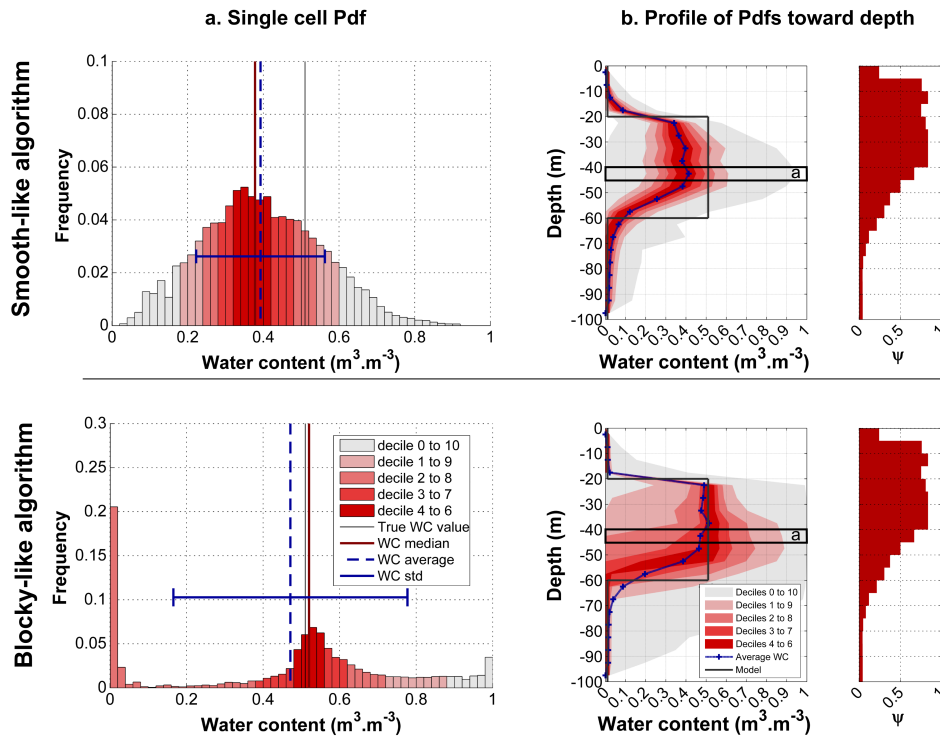 a. Single cell Pdf
b. Profile of Pdfs toward depth
Smooth-like algorithm
0.1
0.08
0.06
0.04
0.02
0
Frequency
0 0.2 0.4 0.6 0.8 1
Water content (m³.m⁻³)
0
-10
-20
-30
-40
-50
-60
-70
-80
-90
-100
Depth (m)
a
0 0.1 0.2 0.3 0.4 0.5 0.6 0.7 0.8 0.9 1
Water content (m³.m⁻³)
0 0.5 1
ψ
Blocky-like algorithm
0.3
0.25
0.20
0.15
0.1
0.05
0
Frequency
decile 0 to 10
decile 1 to 9
decile 2 to 8
decile 3 to 7
decile 4 to 6
True WC value
WC median
WC average
WC std
0 0.2 0.4 0.6 0.8 1
Water content (m³.m⁻³)
0
-10
-20
-30
-40
-50
-60
-70
-80
-90
-100
Depth (m)
a
Deciles 0 to 10
Deciles 1 to 9
Deciles 2 to 8
Deciles 3 to 7
Deciles 4 to 6
Average WC
Model
0 0.1 0.2 0.3 0.4 0.5 0.6 0.7 0.8 0.9 1
Water content (m³.m⁻³)
0 0.5 1
ψ